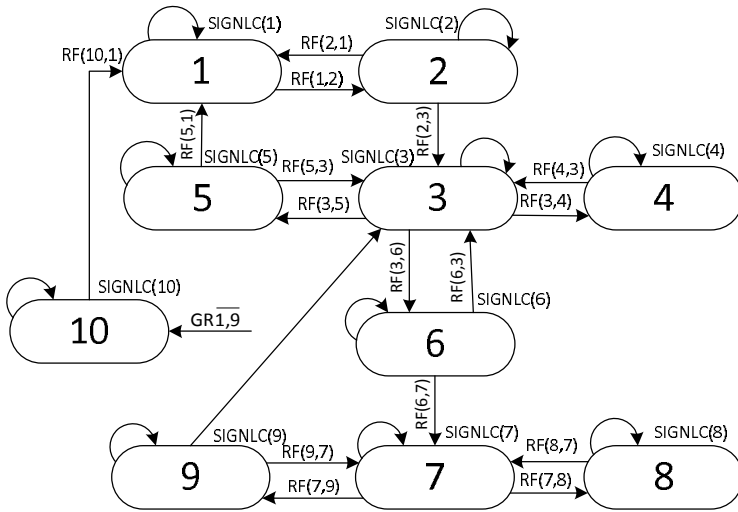 SIGNLC(1)
SIGNLC(2)
RF(10,1)
RF(2,1)
1
2
RF(1,2)
RF(5,1)
RF(2,3)
SIGNLC(5)
SIGNLC(3)
SIGNLC(4)
RF(5,3)
RF(4,3)
5
3
4
RF(3,5)
RF(3,4)
RF(3,6)
RF(6,3)
SIGNLC(10)
SIGNLC(6)
10
GR1,9
6
RF(6,7)
SIGNLC(9)
SIGNLC(7)
SIGNLC(8)
RF(9,7)
RF(8,7)
9
7
8
RF(7,9)
RF(7,8)